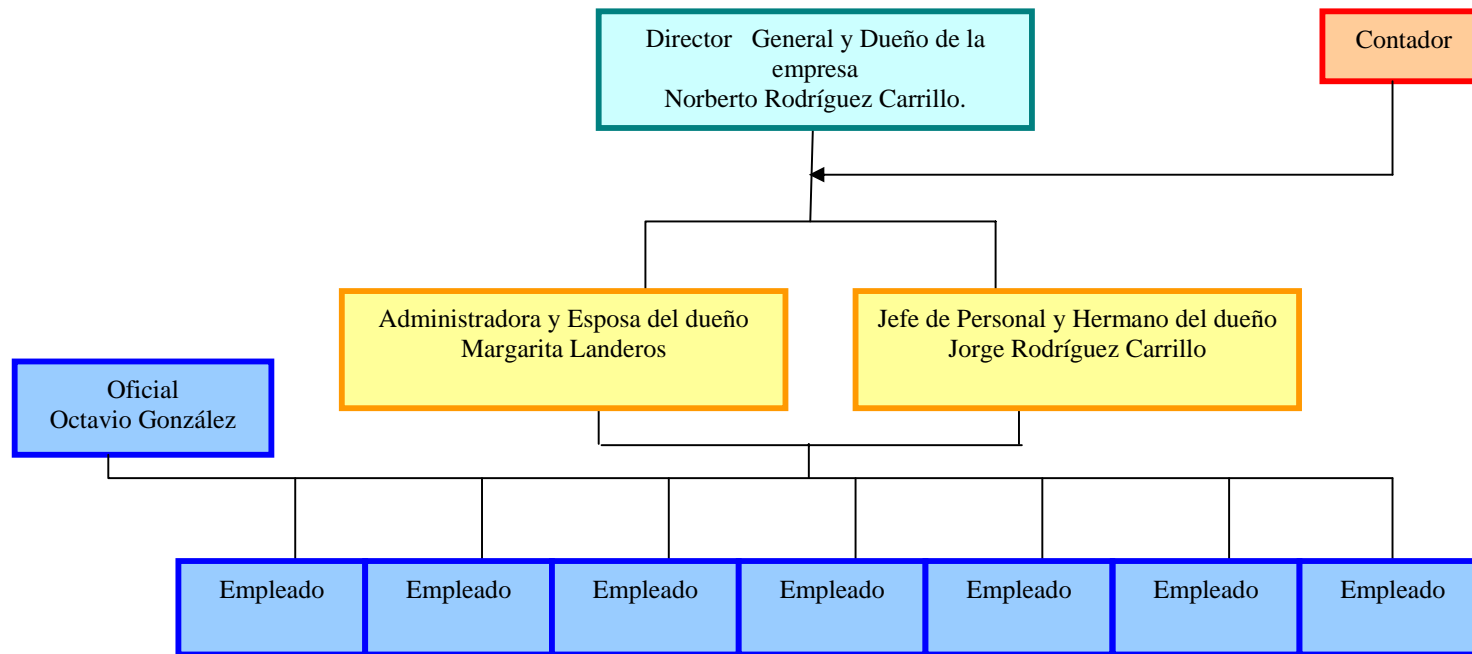 Director General y Dueño de la
empresa
Norberto Rodríguez Carrillo.
Contador
Administradora y Esposa del dueño
Margarita Landeros
Jefe de Personal y Hermano del dueño
Jorge Rodríguez Carrillo
Oficial
Octavio González
Empleado
Empleado
Empleado
Empleado
Empleado
Empleado
Empleado